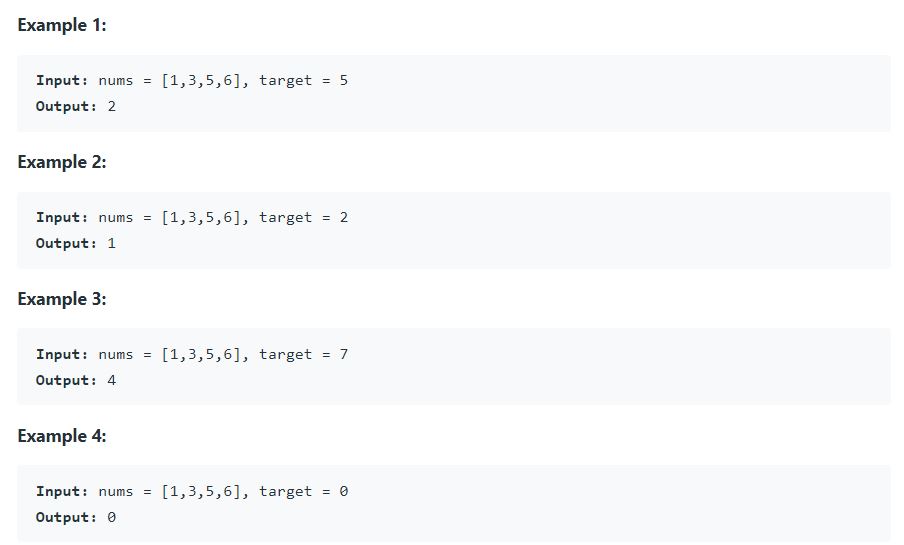 Example 1:
Input: nums = [1,3,5,6], target = 5
Output: 2
Example 2:
Input: nums = [1,3,5,6], target = 2
Output: 1
Example 3:
Input: nums = [1,3,5,6], target = 7
Output: 4
Example 4:
Input: nums = [1,3,5,6], target = 0
Output: 0